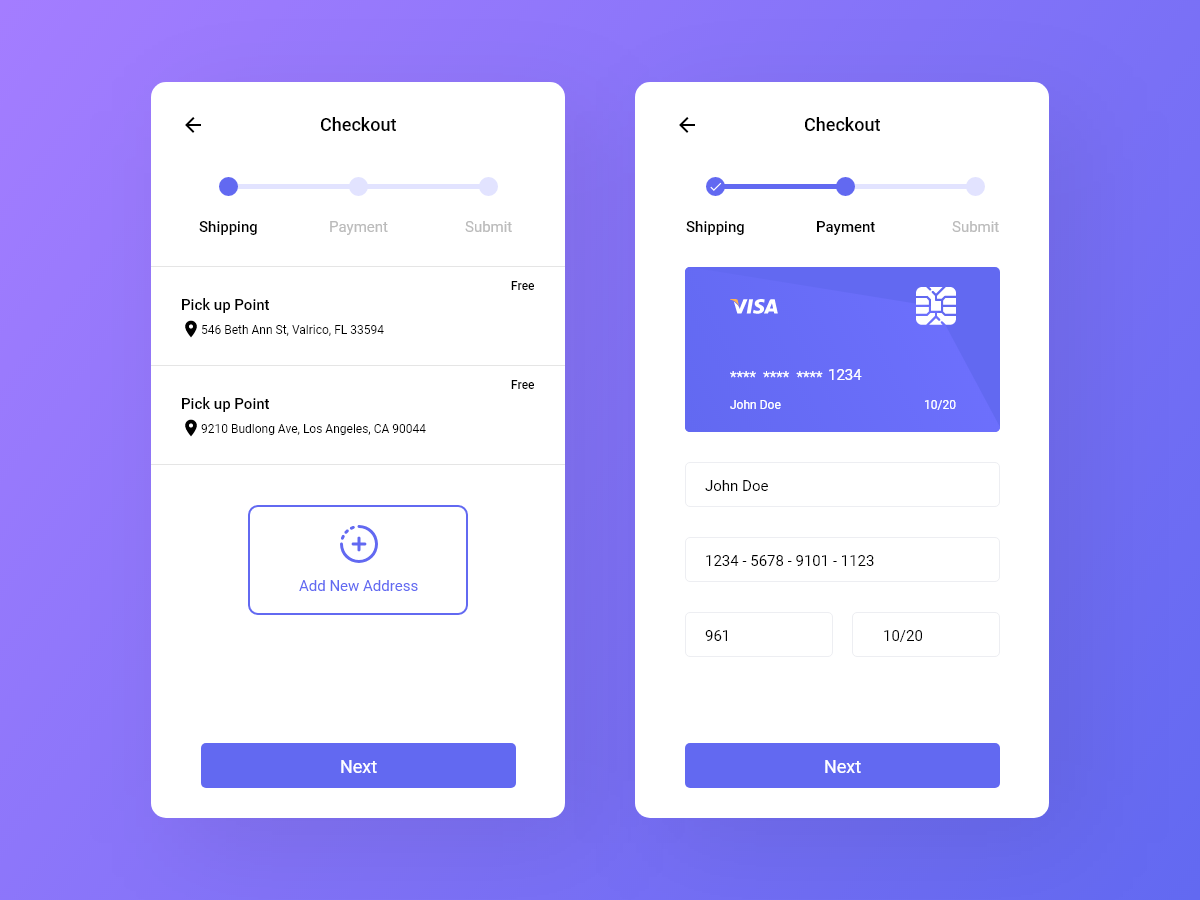 Checkout
Shipping Payment Submit
Free
Pick up Point
546 Beth Ann St, Valrico, FL 33594
Free
Pick up Point
9210 Budlong Ave, Los Angeles, CA 90044
Add New Address
Next
Checkout
Shipping Payment Submit
VISA
**** **** **** 1234
John Doe 10/20
John Doe
1234 - 5678 - 9101 - 1123
961 10/20
Next